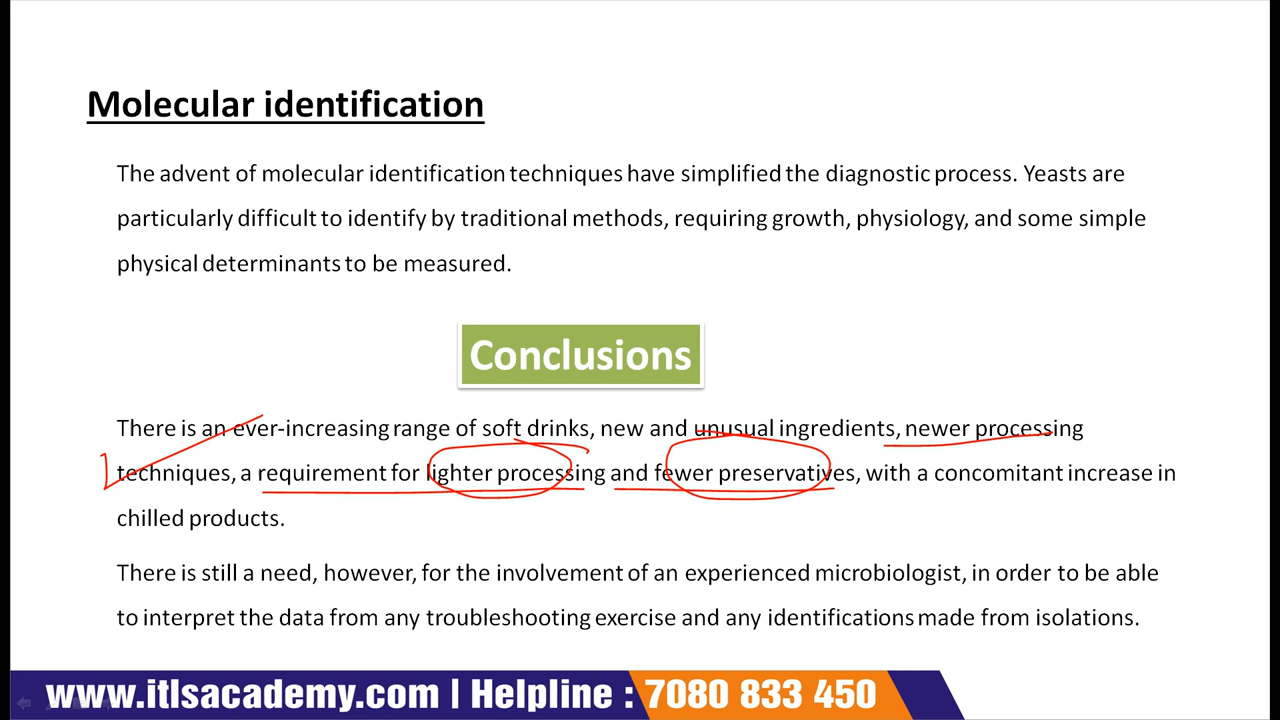 Molecular identification
The advent of molecular identification techniques have simplified the diagnostic process. Yeasts are
particularly difficult to identify by traditional methods, requiring growth, physiology, and some simple
physical determinants to be measured.
Conclusions
There is an ever-increasing range of soft drinks, new and unusual ingredients, newer processing
techniques, a requirement for lighter processing and fewer preservatives, with a concomitant increase in
chilled products.
There is still a need, however, for the involvement of an experienced microbiologist, in order to be able
to interpret the data from any troubleshooting exercise and any identifications made from isolations.
www.itlsacademy.com | Helpline : 7080 833 450